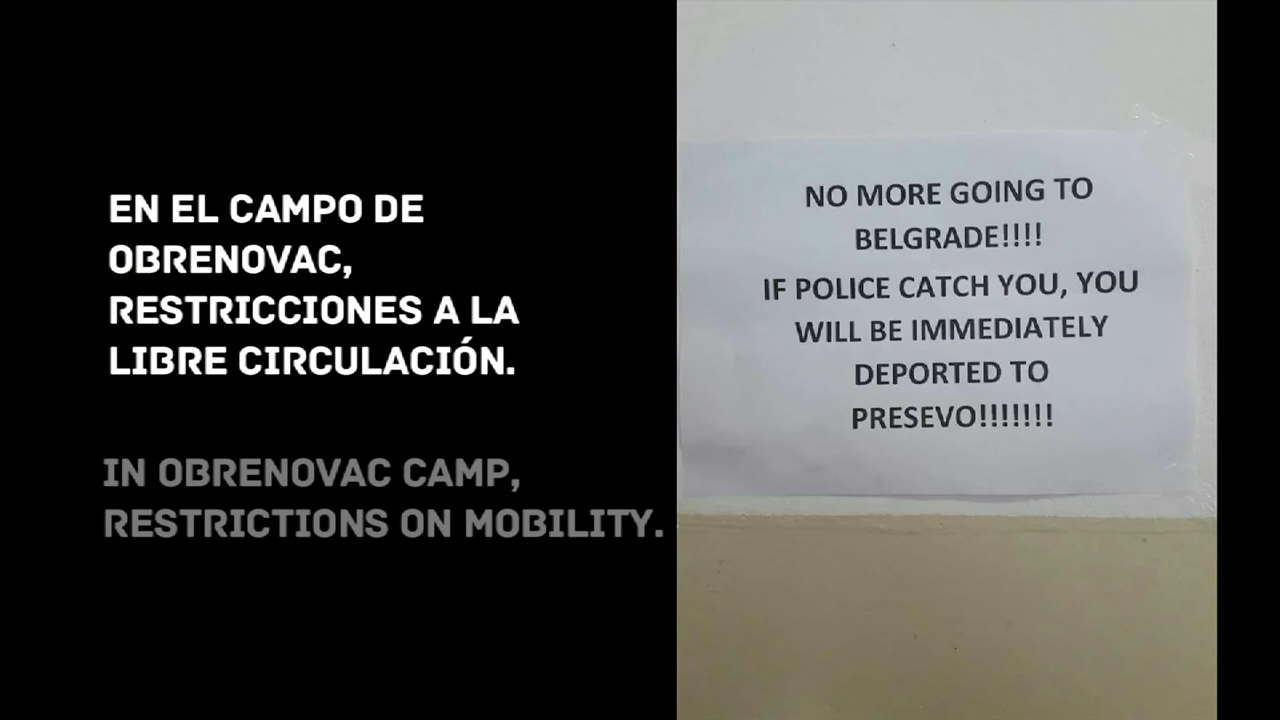 EN EL CAMPO DE
OBRENOVAC,
RESTRICCIONES A LA
LIBRE CIRCULACIÓN.
IN OBRENOVAC CAMP,
RESTRICTIONS ON MOBILITY.
NO MORE GOING TO
BELGRADE!!!!
IF POLICE CATCH YOU, YOU
WILL BE IMMEDIATELY
DEPORTED TO
PRESEVO!!!!!!!